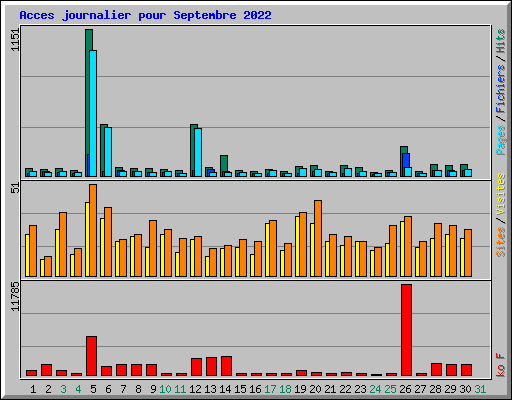 Acces journalier pour Septembre 2022
1151
51
11785
Pages / Fichiers / Hits
Sites / Visites
ko F
1 2 3 4 5 6 7 8 9 10 11 12 13 14 15 16 17 18 19 20 21 22 23 24 25 26 27 28 29 30 31